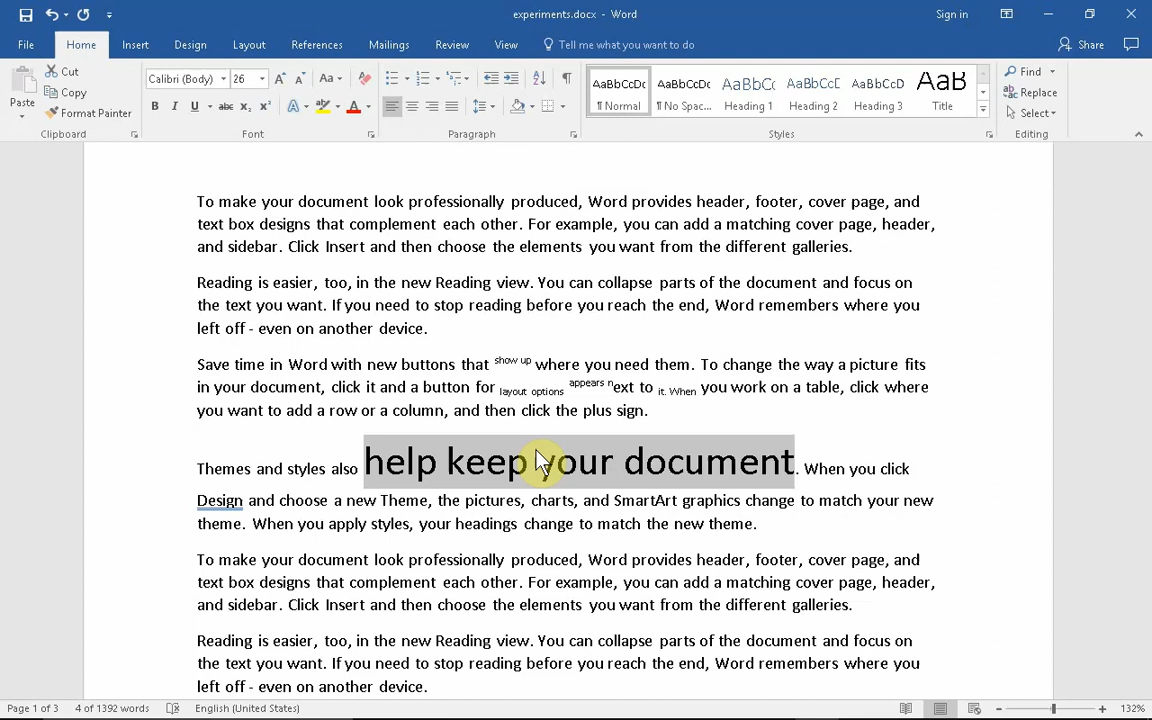 experiments.docx - Word
Sign in
File Home Insert Design Layout References Mailings Review View Tell me what you want to do Share
Paste
Cut
Copy
Format Painter
Clipboard
Calibri (Body) 26 A A Aa
B I U abc X₂ X² A A
Font
Paragraph
AaBbCcDc AaBbCcDc AaBbCc AaBbCcC AaBbCcD AaB
¶ Normal ¶ No Spac... Heading 1 Heading 2 Heading 3 Title
Styles
Find
Replace
Select
Editing
To make your document look professionally produced, Word provides header, footer, cover page, and
text box designs that complement each other. For example, you can add a matching cover page, header,
and sidebar. Click Insert and then choose the elements you want from the different galleries.
Reading is easier, too, in the new Reading view. You can collapse parts of the document and focus on
the text you want. If you need to stop reading before you reach the end, Word remembers where you
left off - even on another device.
Save time in Word with new buttons that show up where you need them. To change the way a picture fits
in your document, click it and a button for layout options appears next to it. When you work on a table, click where
you want to add a row or a column, and then click the plus sign.
Themes and styles also help keep your document. When you click
Design and choose a new Theme, the pictures, charts, and SmartArt graphics change to match your new
theme. When you apply styles, your headings change to match the new theme.
To make your document look professionally produced, Word provides header, footer, cover page, and
text box designs that complement each other. For example, you can add a matching cover page, header,
and sidebar. Click Insert and then choose the elements you want from the different galleries.
Reading is easier, too, in the new Reading view. You can collapse parts of the document and focus on
the text you want. If you need to stop reading before you reach the end, Word remembers where you
left off - even on another device.
Page 1 of 3 4 of 1392 words English (United States) 132%